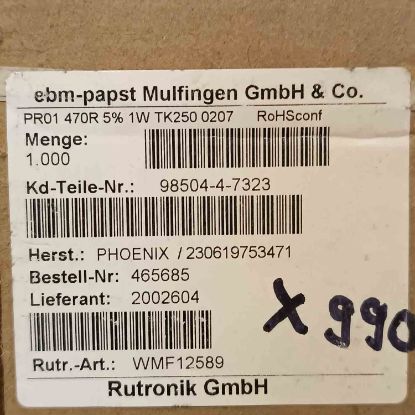 ebm-papst Mulfingen GmbH & Co.
PR01 470R 5% 1W TK250 0207 RoHSconf
Menge:
1.000
Kd-Teile-Nr.: 98504-4-7323
Herst.: PHOENIX / 230619753471
Bestell-Nr: 465685
Lieferant: 2002604
X 990
Rutr.-Art.: WMF12589
Rutronik GmbH